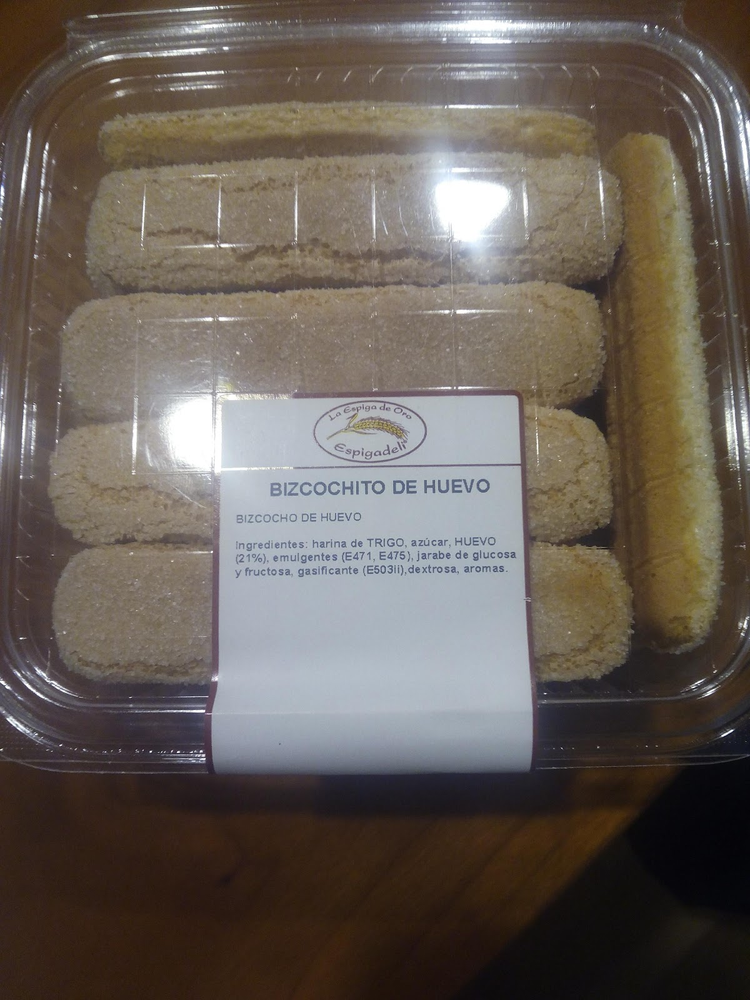 La Espiga de Oro
Espigadeli
BIZCOCHITO DE HUEVO
BIZCOCHO DE HUEVO
Ingredientes: harina de TRIGO, azúcar, HUEVO
(21%), emulgentes (E471, E475), jarabe de glucosa
y fructosa, gasificante (E503ii),dextrosa, aromas.